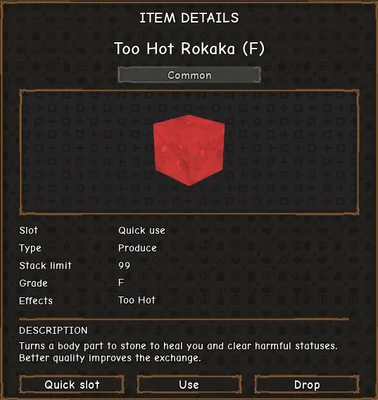 ITEM DETAILS
Too Hot Rokaka (F)
Common
Slot Quick use
Type Produce
Stack limit 99
Grade F
Effects Too Hot
DESCRIPTION
Turns a body part to stone to heal you and clear harmful statuses.
Better quality improves the exchange.
Quick slot Use Drop